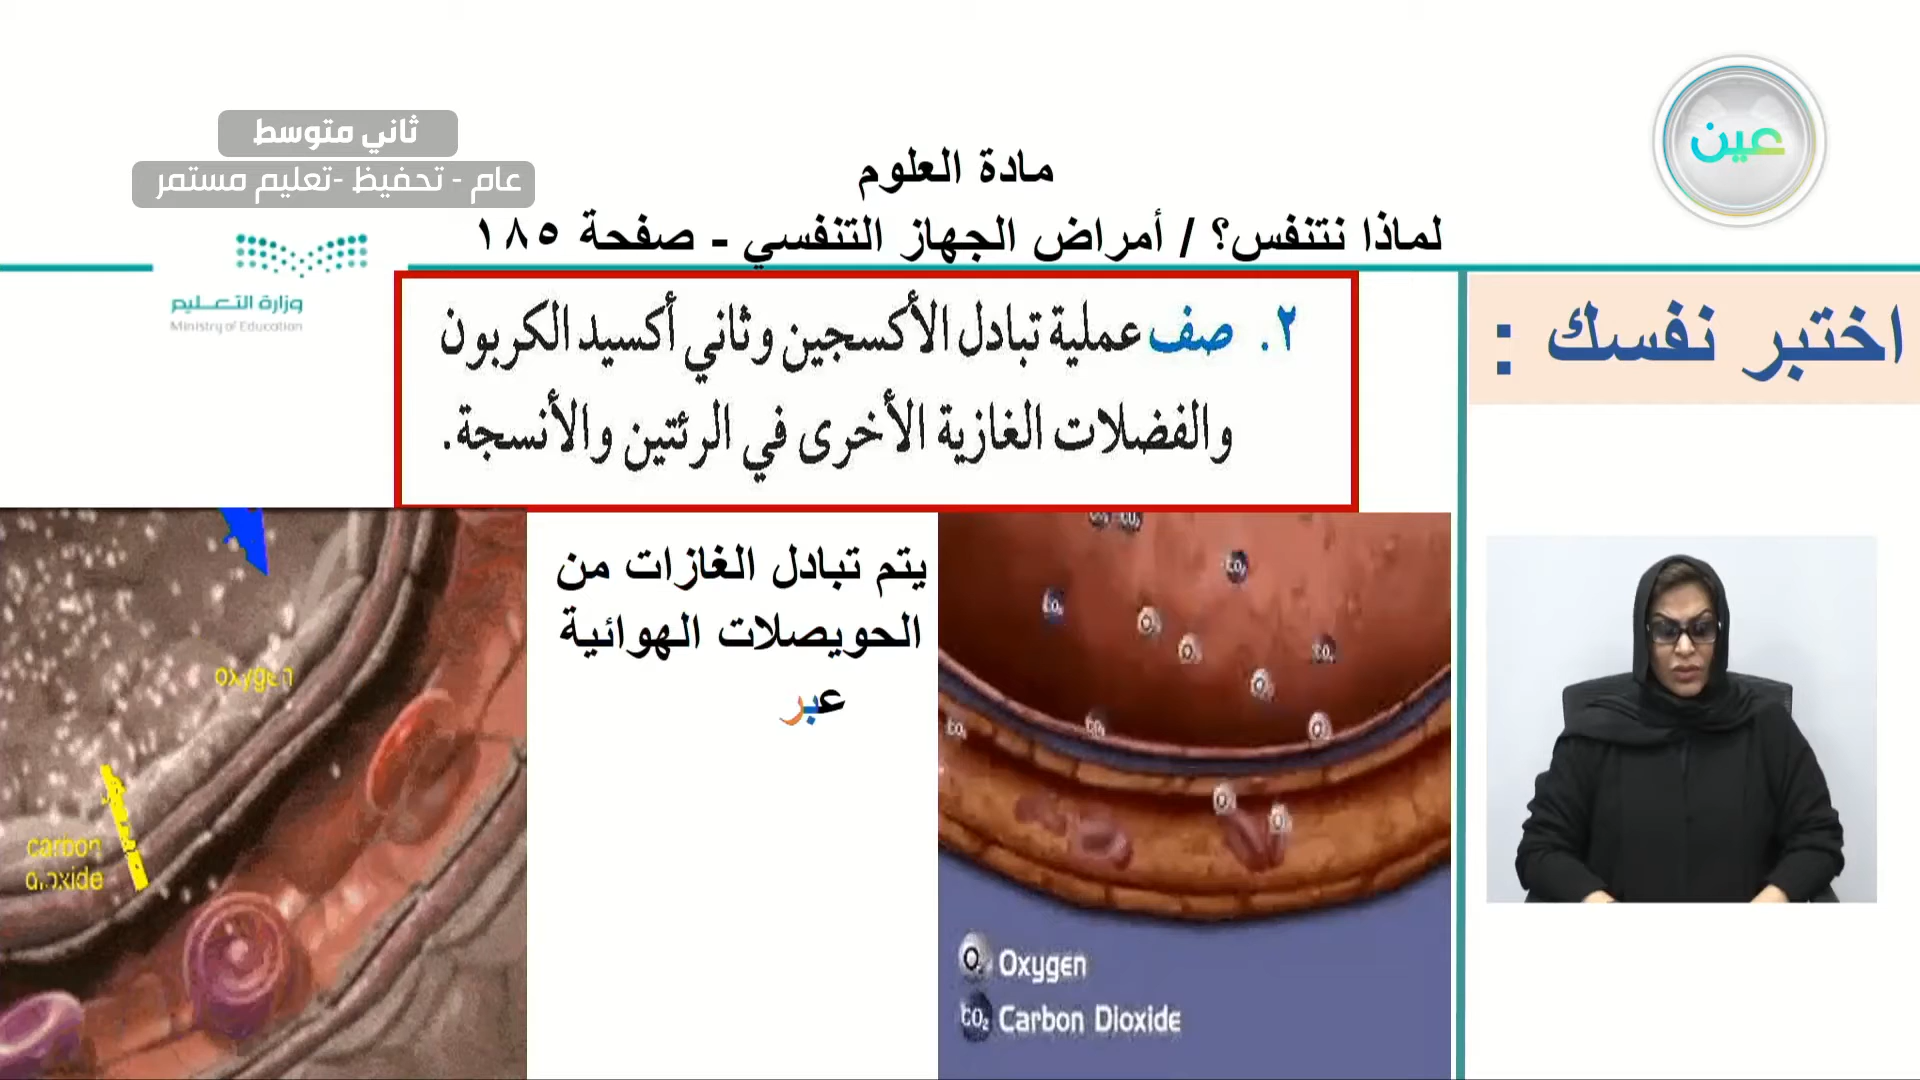 عين
ثاني متوسط
عام - تحفيظ -تعليم مستمر
مادة العلوم
لماذا نتنفس؟ / أمراض الجهاز التنفسي - صفحة ١٨٥
وزارة التعليم
Ministry of Education
اختبر نفسك :
٢. صف عملية تبادل الأكسجين وثاني أكسيد الكربون
والفضلات الغازية الأخرى في الرئتين والأنسجة.
يتم تبادل الغازات من
الحويصلات الهوائية
عبر
oxygen
carbon
dioxide
O₂ Oxygen
CO₂ Carbon Dioxide